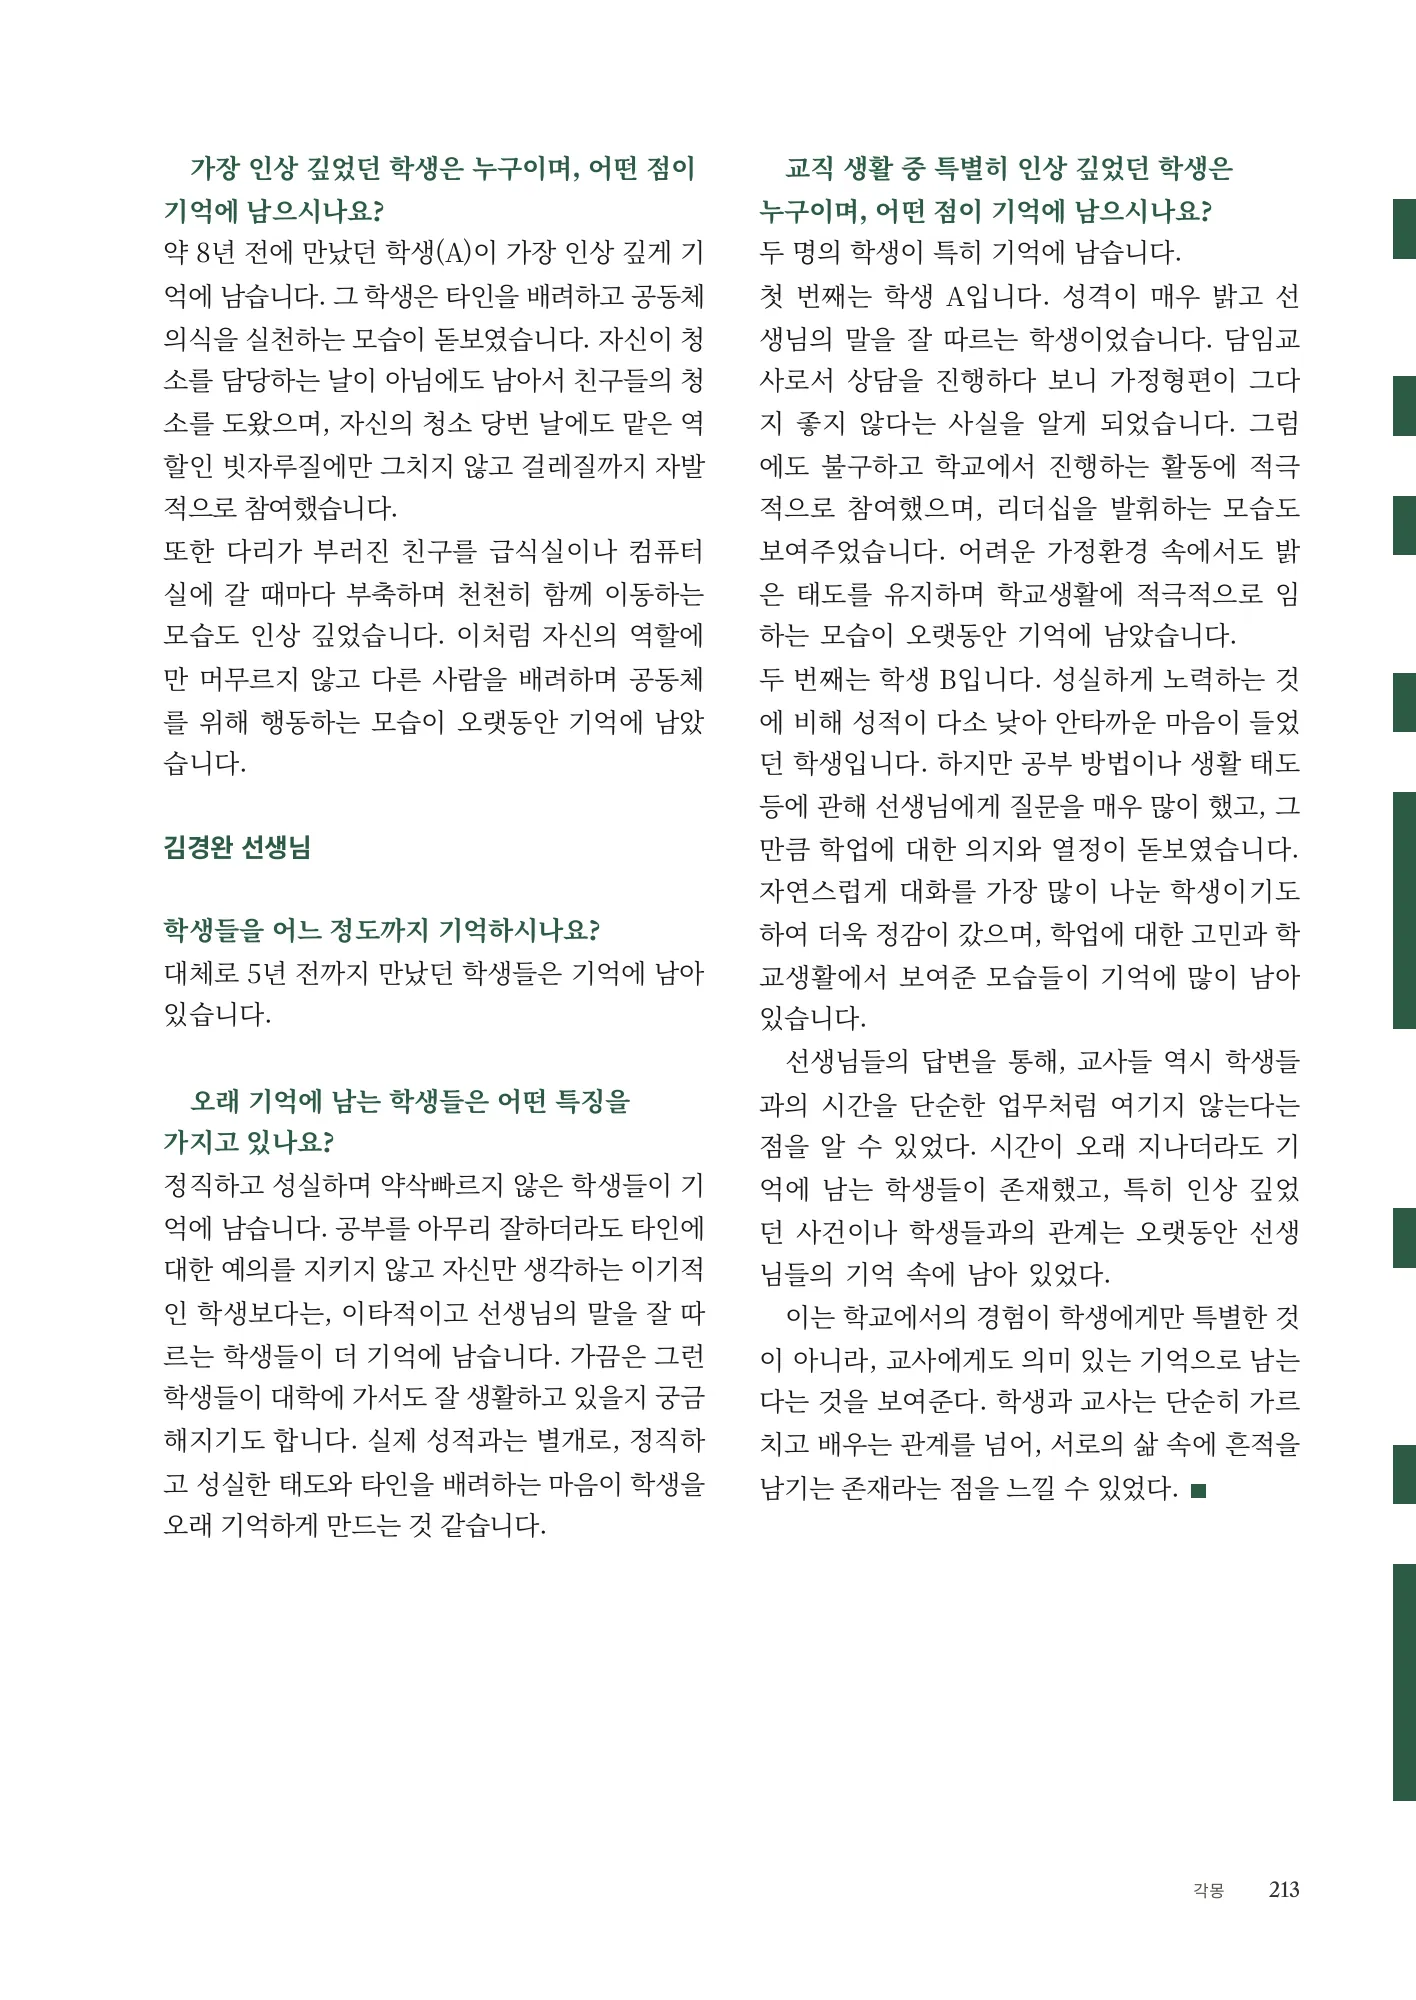 가장 인상 깊었던 학생은 누구이며, 어떤 점이
기억에 남으시나요?
약 8년 전에 만났던 학생(A)이 가장 인상 깊게 기
억에 남습니다. 그 학생은 타인을 배려하고 공동체
의식을 실천하는 모습이 돋보였습니다. 자신이 청
소를 담당하는 날이 아님에도 남아서 친구들의 청
소를 도왔으며, 자신의 청소 당번 날에도 맡은 역
할인 빗자루질에만 그치지 않고 걸레질까지 자발
적으로 참여했습니다.
또한 다리가 부러진 친구를 급식실이나 컴퓨터
실에 갈 때마다 부축하며 천천히 함께 이동하는
모습도 인상 깊었습니다. 이처럼 자신의 역할에
만 머무르지 않고 다른 사람을 배려하며 공동체
를 위해 행동하는 모습이 오랫동안 기억에 남았
습니다.
김경완 선생님
학생들을 어느 정도까지 기억하시나요?
대체로 5년 전까지 만났던 학생들은 기억에 남아
있습니다.
오래 기억에 남는 학생들은 어떤 특징을
가지고 있나요?
정직하고 성실하며 약삭빠르지 않은 학생들이 기
억에 남습니다. 공부를 아무리 잘하더라도 타인에
대한 예의를 지키지 않고 자신만 생각하는 이기적
인 학생보다는, 이타적이고 선생님의 말을 잘 따
르는 학생들이 더 기억에 남습니다. 가끔은 그런
학생들이 대학에 가서도 잘 생활하고 있을지 궁금
해지기도 합니다. 실제 성적과는 별개로, 정직하
고 성실한 태도와 타인을 배려하는 마음이 학생을
오래 기억하게 만드는 것 같습니다.
교직 생활 중 특별히 인상 깊었던 학생은
누구이며, 어떤 점이 기억에 남으시나요?
두 명의 학생이 특히 기억에 남습니다.
첫 번째는 학생 A입니다. 성격이 매우 밝고 선
생님의 말을 잘 따르는 학생이었습니다. 담임교
사로서 상담을 진행하다 보니 가정형편이 그다
지 좋지 않다는 사실을 알게 되었습니다. 그럼
에도 불구하고 학교에서 진행하는 활동에 적극
적으로 참여했으며, 리더십을 발휘하는 모습도
보여주었습니다. 어려운 가정환경 속에서도 밝
은 태도를 유지하며 학교생활에 적극적으로 임
하는 모습이 오랫동안 기억에 남았습니다.
두 번째는 학생 B입니다. 성실하게 노력하는 것
에 비해 성적이 다소 낮아 안타까운 마음이 들었
던 학생입니다. 하지만 공부 방법이나 생활 태도
등에 관해 선생님에게 질문을 매우 많이 했고, 그
만큼 학업에 대한 의지와 열정이 돋보였습니다.
자연스럽게 대화를 가장 많이 나눈 학생이기도
하여 더욱 정감이 갔으며, 학업에 대한 고민과 학
교생활에서 보여준 모습들이 기억에 많이 남아
있습니다.
선생님들의 답변을 통해, 교사들 역시 학생들
과의 시간을 단순한 업무처럼 여기지 않는다는
점을 알 수 있었다. 시간이 오래 지나더라도 기
억에 남는 학생들이 존재했고, 특히 인상 깊었
던 사건이나 학생들과의 관계는 오랫동안 선생
님들의 기억 속에 남아 있었다.
이는 학교에서의 경험이 학생에게만 특별한 것
이 아니라, 교사에게도 의미 있는 기억으로 남는
다는 것을 보여준다. 학생과 교사는 단순히 가르
치고 배우는 관계를 넘어, 서로의 삶 속에 흔적을
남기는 존재라는 점을 느낄 수 있었다. ■
각몽 213